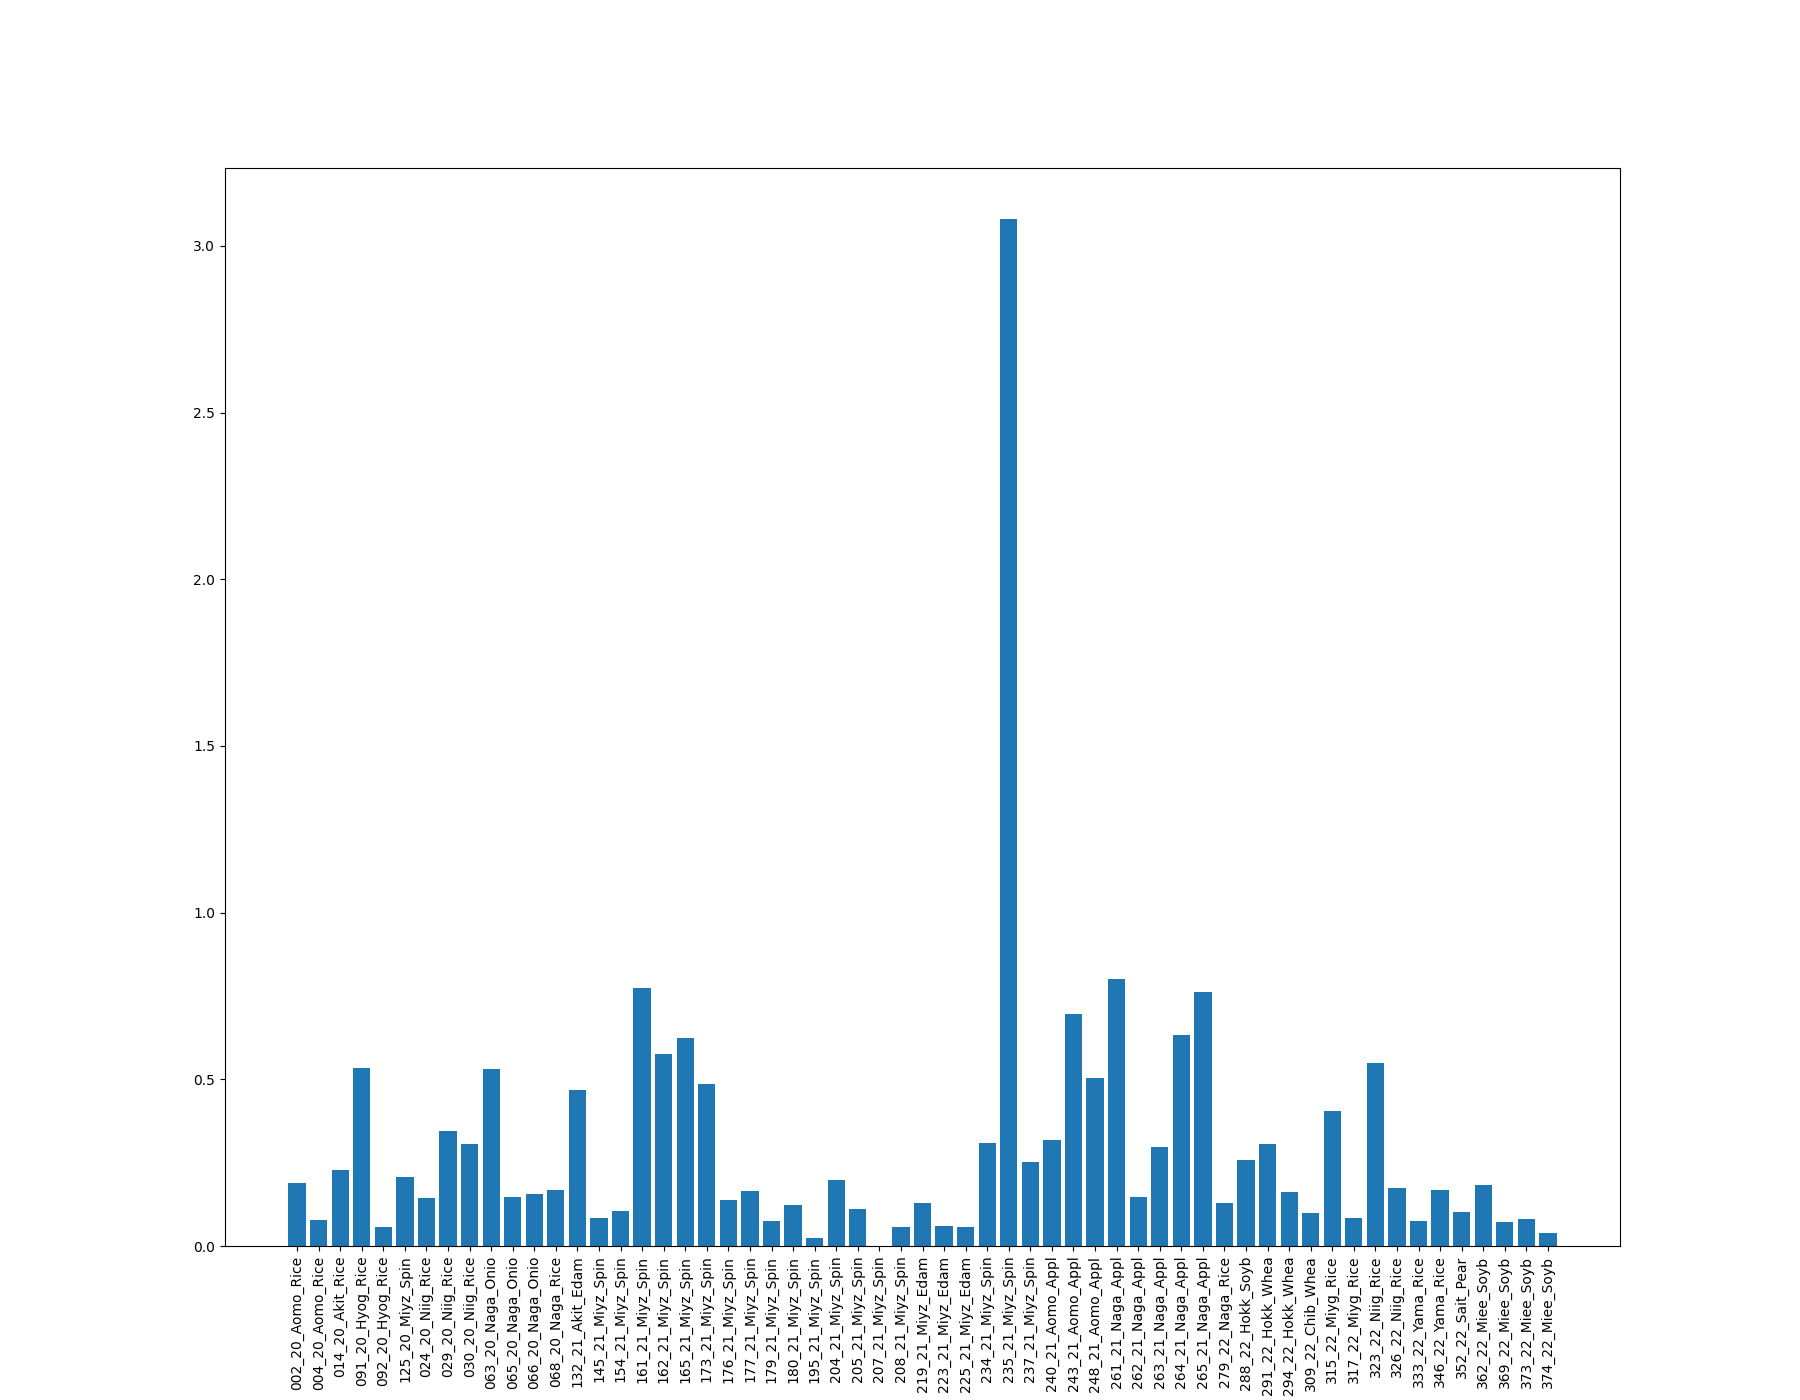 3.0
2.5
2.0
1.5
1.0
0.5
0.0
002_20_Aomo_Rice
004_20_Aomo_Rice
014_20_Akit_Rice
091_20_Hyog_Rice
092_20_Hyog_Rice
125_20_Miyz_Spin
024_20_Niig_Rice
029_20_Niig_Rice
030_20_Niig_Rice
063_20_Naga_Onio
065_20_Naga_Onio
066_20_Naga_Onio
068_20_Naga_Rice
132_21_Akit_Edam
145_21_Miyz_Spin
154_21_Miyz_Spin
161_21_Miyz_Spin
162_21_Miyz_Spin
165_21_Miyz_Spin
173_21_Miyz_Spin
176_21_Miyz_Spin
177_21_Miyz_Spin
179_21_Miyz_Spin
180_21_Miyz_Spin
195_21_Miyz_Spin
204_21_Miyz_Spin
205_21_Miyz_Spin
207_21_Miyz_Spin
208_21_Miyz_Spin
219_21_Miyz_Edam
223_21_Miyz_Edam
225_21_Miyz_Edam
234_21_Miyz_Spin
235_21_Miyz_Spin
237_21_Miyz_Spin
240_21_Aomo_Appl
243_21_Aomo_Appl
248_21_Aomo_Appl
261_21_Naga_Appl
262_21_Naga_Appl
263_21_Naga_Appl
264_21_Naga_Appl
265_21_Naga_Appl
279_22_Naga_Rice
288_22_Hokk_Soyb
291_22_Hokk_Whea
294_22_Hokk_Whea
309_22_Chib_Whea
315_22_Miyg_Rice
317_22_Miyg_Rice
323_22_Niig_Rice
326_22_Niig_Rice
333_22_Yama_Rice
346_22_Yama_Rice
352_22_Sait_Pear
362_22_Miee_Soyb
369_22_Miee_Soyb
373_22_Miee_Soyb
374_22_Miee_Soyb